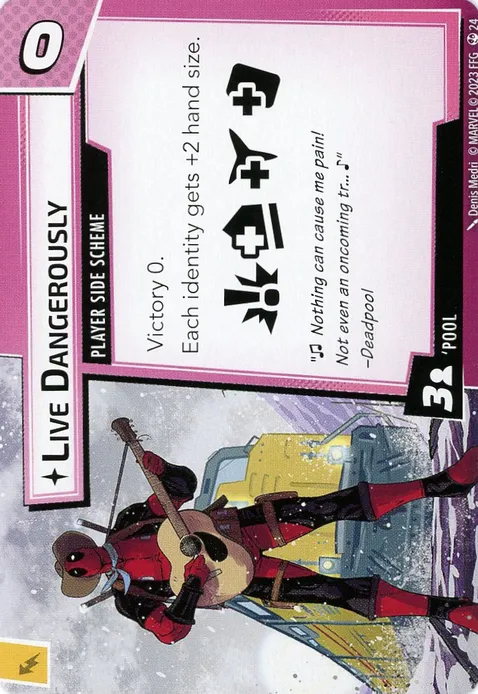 0
LIVE DANGEROUSLY
PLAYER SIDE SCHEME
Victory 0.
Each identity gets +2 hand size.
"♫ Nothing can cause me pain!
Not even an oncoming tr... ♪"
–Deadpool
3
'POOL
Denis Medri © MARVEL © 2023 FFG 24